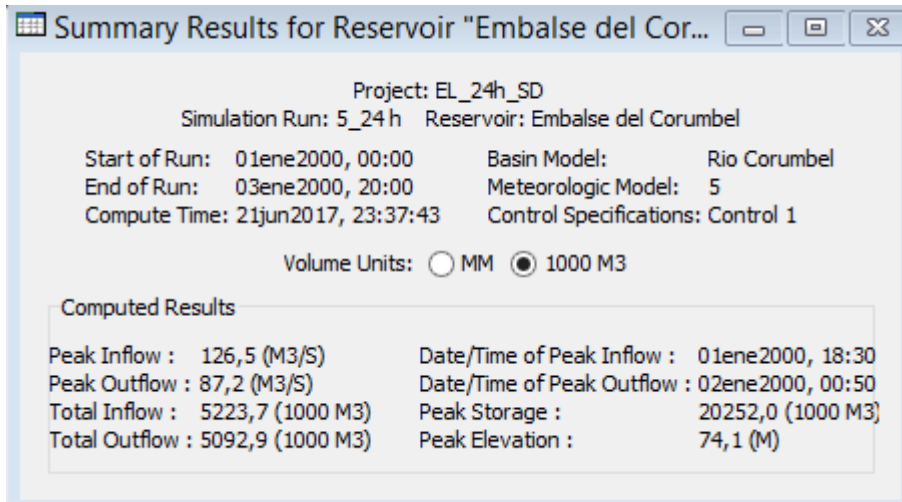 Summary Results for Reservoir "Embalse del Cor...
Project: EL_24h_SD
Simulation Run: 5_24 h Reservoir: Embalse del Corumbel
Start of Run: 01ene2000, 00:00 Basin Model: Rio Corumbel
End of Run: 03ene2000, 20:00 Meteorologic Model: 5
Compute Time: 21jun2017, 23:37:43 Control Specifications: Control 1
Volume Units: MM 1000 M3
Computed Results
Peak Inflow : 126,5 (M3/S) Date/Time of Peak Inflow : 01ene2000, 18:30
Peak Outflow : 87,2 (M3/S) Date/Time of Peak Outflow : 02ene2000, 00:50
Total Inflow : 5223,7 (1000 M3) Peak Storage : 20252,0 (1000 M3)
Total Outflow : 5092,9 (1000 M3) Peak Elevation : 74,1 (M)